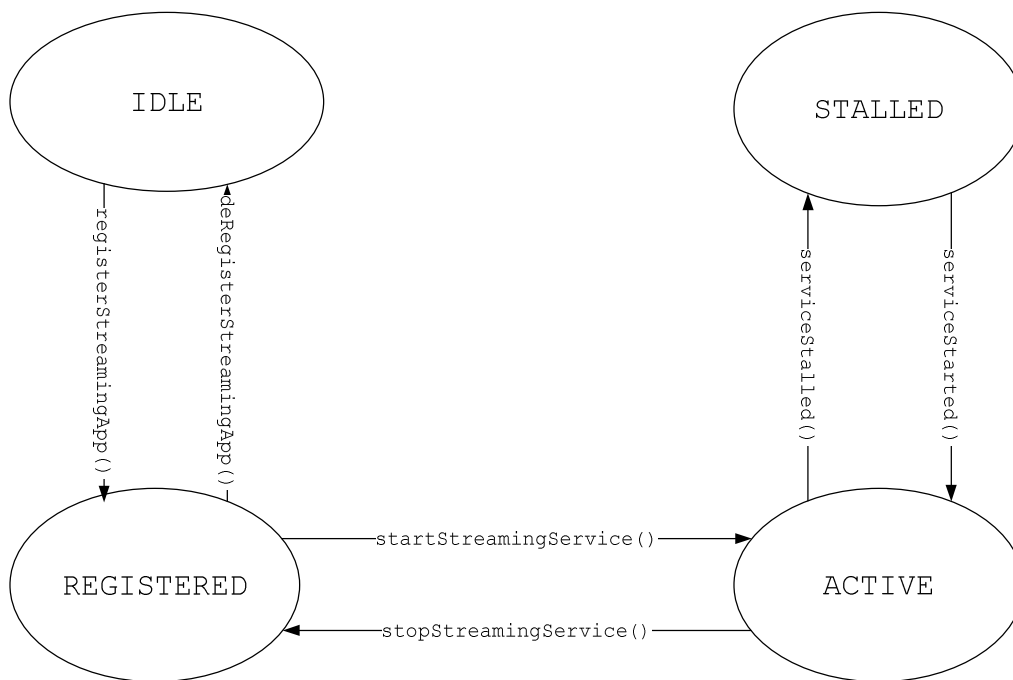 IDLE
STALLED
registerStreamingApp()
deRegisterStreamingApp()
serviceStalled()
serviceStarted()
startStreamingService()
REGISTERED
ACTIVE
stopStreamingService()